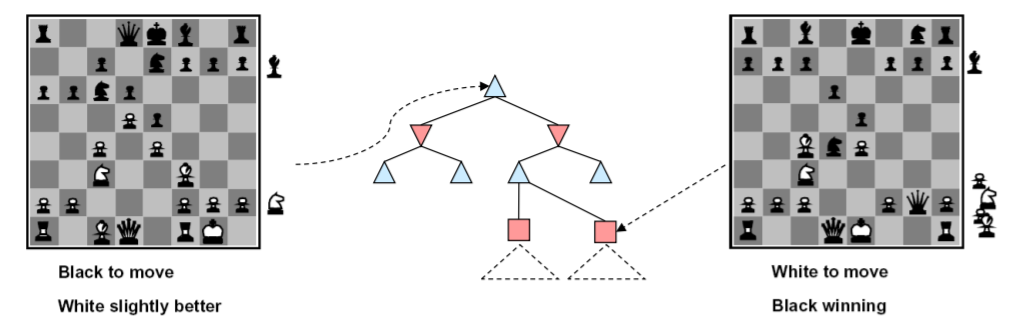 Black to move
White slightly better
White to move
Black winning